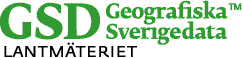 GSD Geografiska™
Sverigedata
LANTMÄTERIET